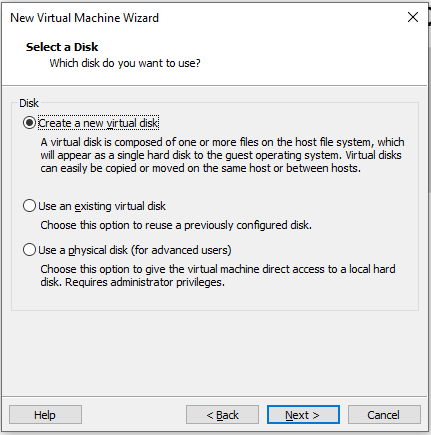 New Virtual Machine Wizard
Select a Disk
Which disk do you want to use?
Disk
Create a new virtual disk
A virtual disk is composed of one or more files on the host file system, which
will appear as a single hard disk to the guest operating system. Virtual disks
can easily be copied or moved on the same host or between hosts.
Use an existing virtual disk
Choose this option to reuse a previously configured disk.
Use a physical disk (for advanced users)
Choose this option to give the virtual machine direct access to a local hard
disk. Requires administrator privileges.
Help
< Back
Next >
Cancel